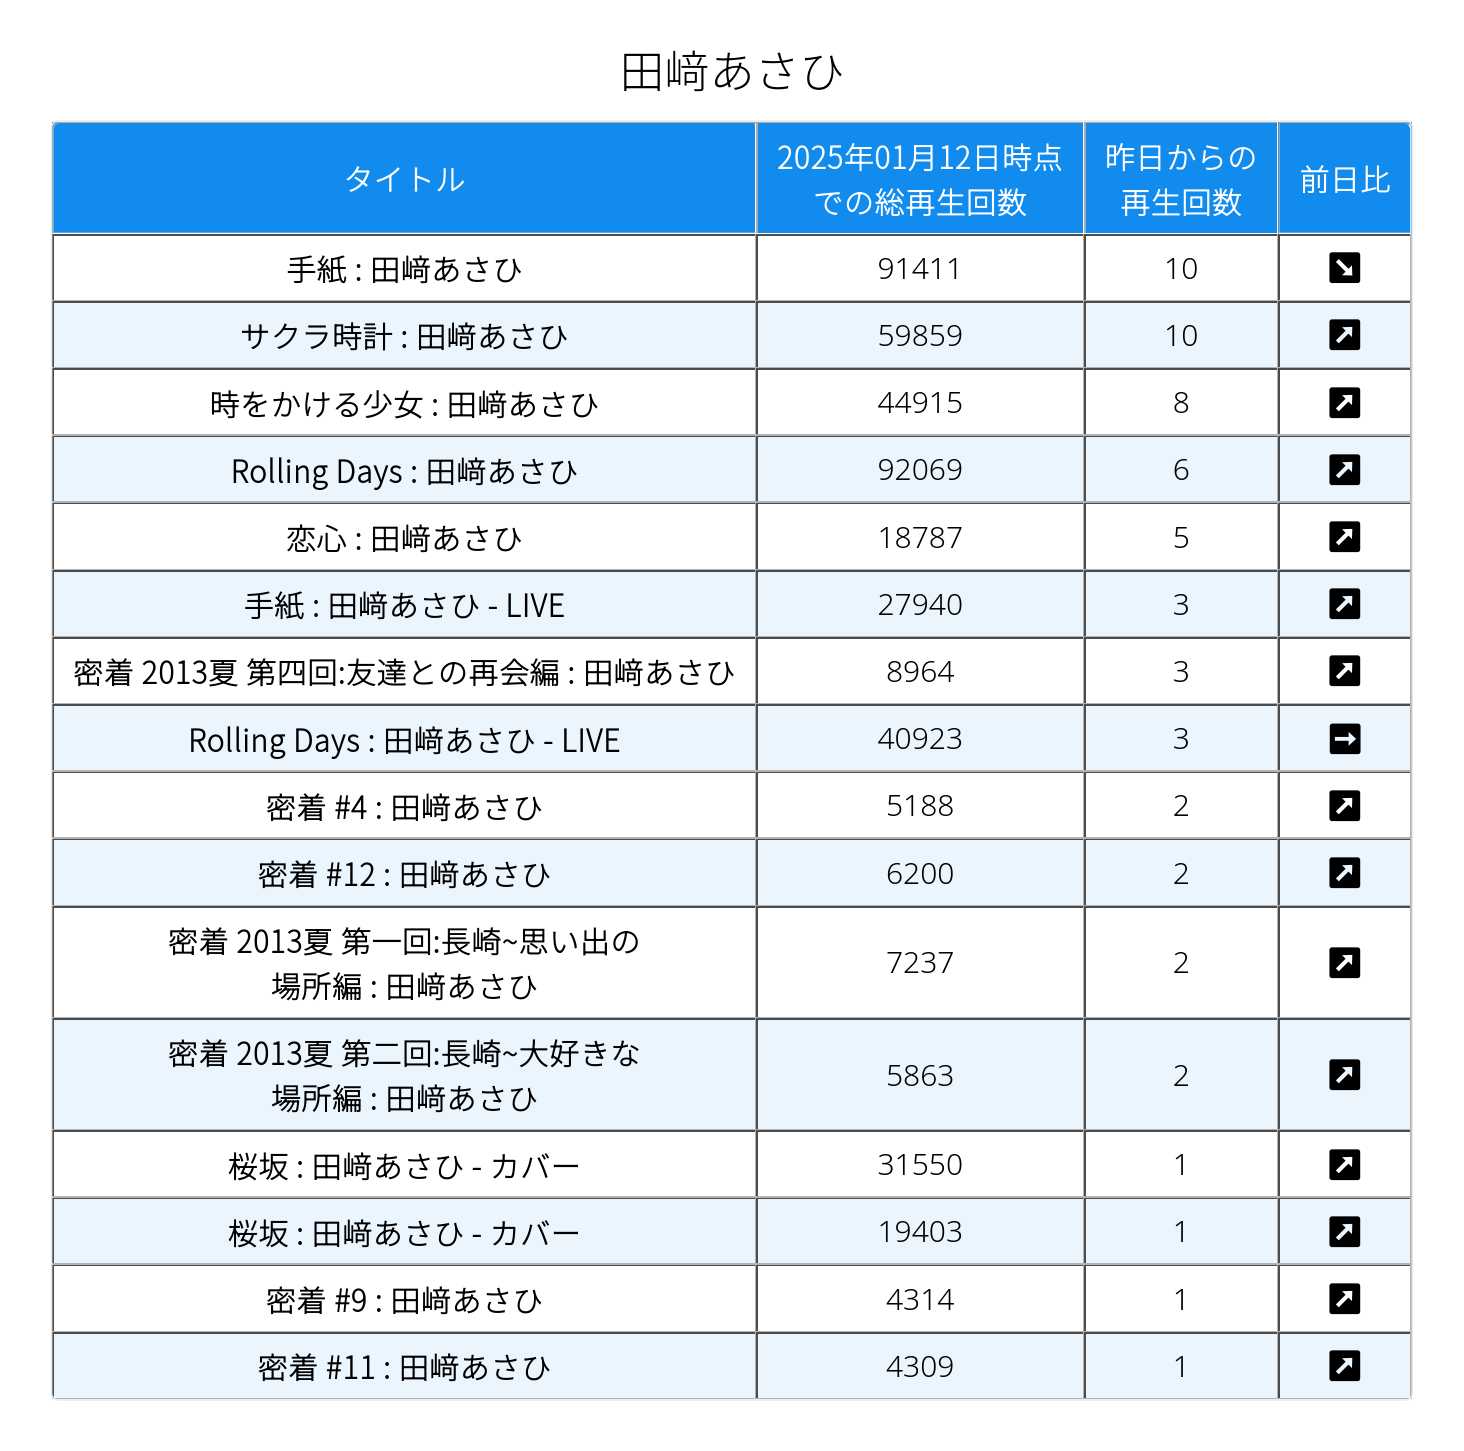 田﨑あさひ
タイトル
2025年01月12日時点
での総再生回数
昨日からの
再生回数
前日比
手紙 : 田﨑あさひ 91411 10
サクラ時計 : 田﨑あさひ 59859 10
時をかける少女 : 田﨑あさひ 44915 8
Rolling Days : 田﨑あさひ 92069 6
恋心 : 田﨑あさひ 18787 5
手紙 : 田﨑あさひ - LIVE 27940 3
密着 2013夏 第四回:友達との再会編 : 田﨑あさひ 8964 3
Rolling Days : 田﨑あさひ - LIVE 40923 3
密着 #4 : 田﨑あさひ 5188 2
密着 #12 : 田﨑あさひ 6200 2
密着 2013夏 第一回:長崎~思い出の
場所編 : 田﨑あさひ 7237 2
密着 2013夏 第二回:長崎~大好きな
場所編 : 田﨑あさひ 5863 2
桜坂 : 田﨑あさひ - カバー 31550 1
桜坂 : 田﨑あさひ - カバー 19403 1
密着 #9 : 田﨑あさひ 4314 1
密着 #11 : 田﨑あさひ 4309 1